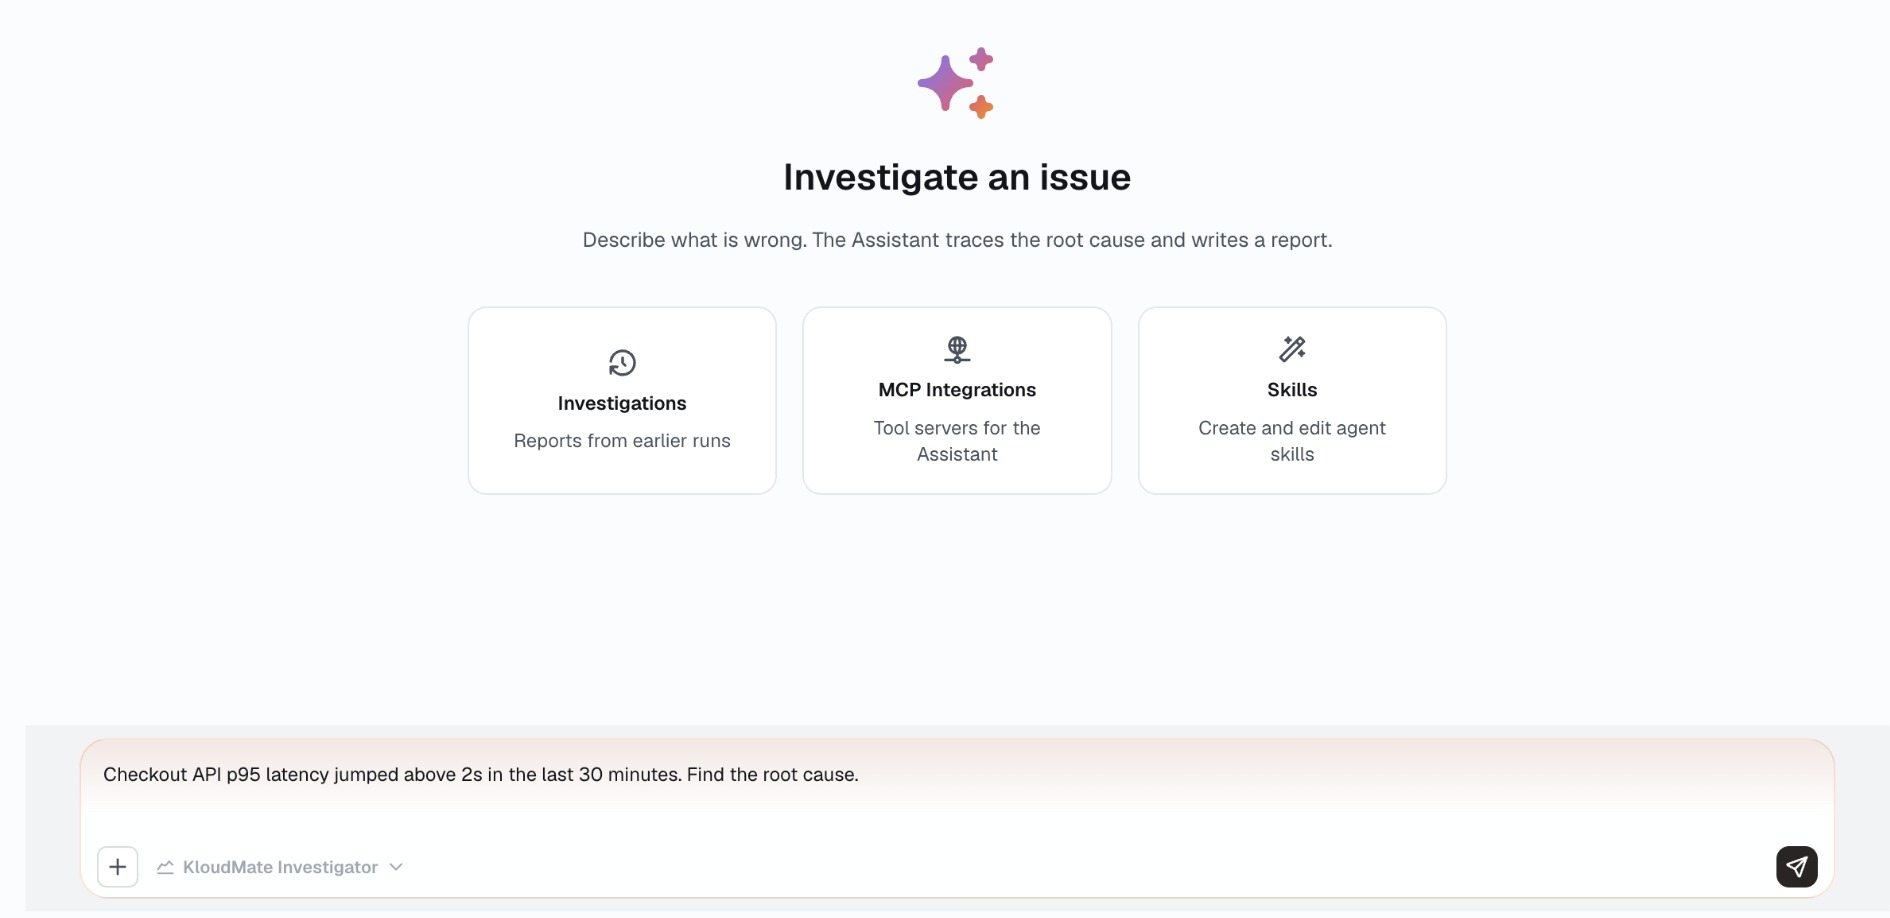 Investigate an issue
Describe what is wrong. The Assistant traces the root cause and writes a report.
Investigations
Reports from earlier runs
MCP Integrations
Tool servers for the
Assistant
Skills
Create and edit agent
skills
Checkout API p95 latency jumped above 2s in the last 30 minutes. Find the root cause.
KloudMate Investigator